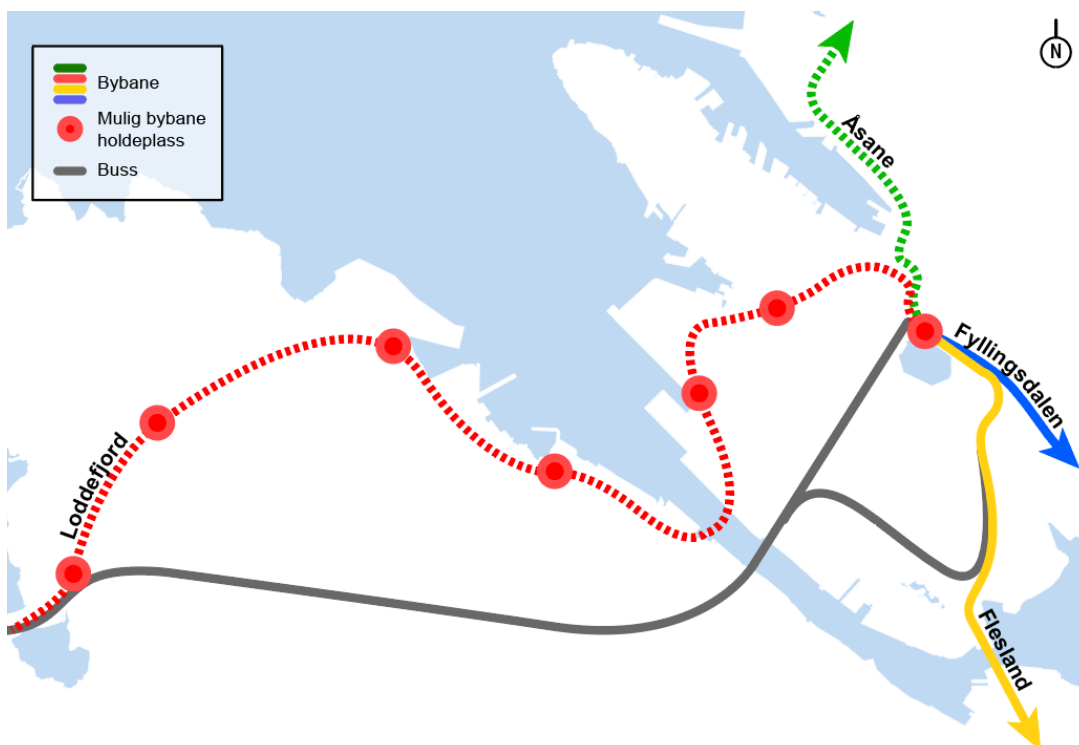 Bybane
Mulig bybane
holdeplass
Buss
N
Åsane
Fyllingsdalen
Loddefjord
Flesland